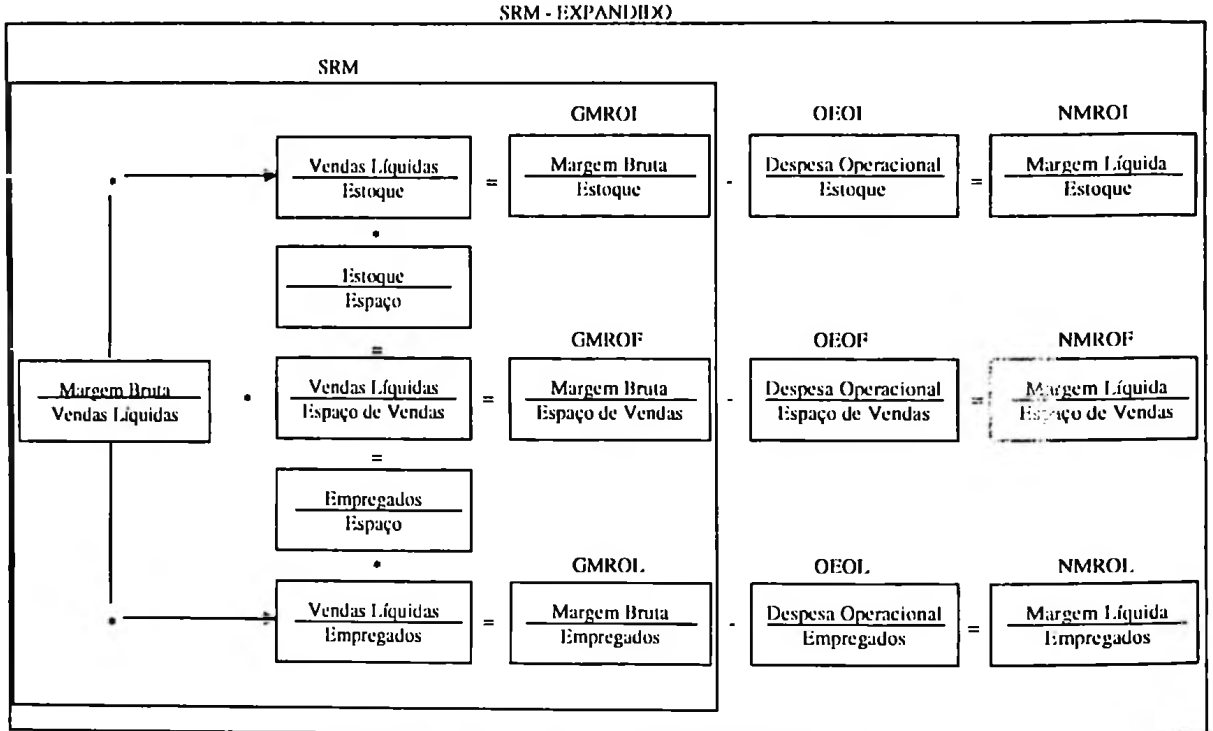 SRM - EXPANDIDO
SRM
GMROI
OEOI
NMROI
Vendas Líquidas
Estoque
=
Margem Bruta
Estoque
-
Despesa Operacional
Estoque
=
Margem Líquida
Estoque
*
Estoque
Espaço
=
GMROF
OEOF
NMROF
Margem Bruta
Vendas Líquidas
*
Vendas Líquidas
Espaço de Vendas
=
Margem Bruta
Espaço de Vendas
-
Despesa Operacional
Espaço de Vendas
=
Margem Líquida
Espaço de Vendas
=
Empregados
Espaço
*
GMROL
OEOL
NMROL
*
Vendas Líquidas
Empregados
=
Margem Bruta
Empregados
-
Despesa Operacional
Empregados
=
Margem Líquida
Empregados